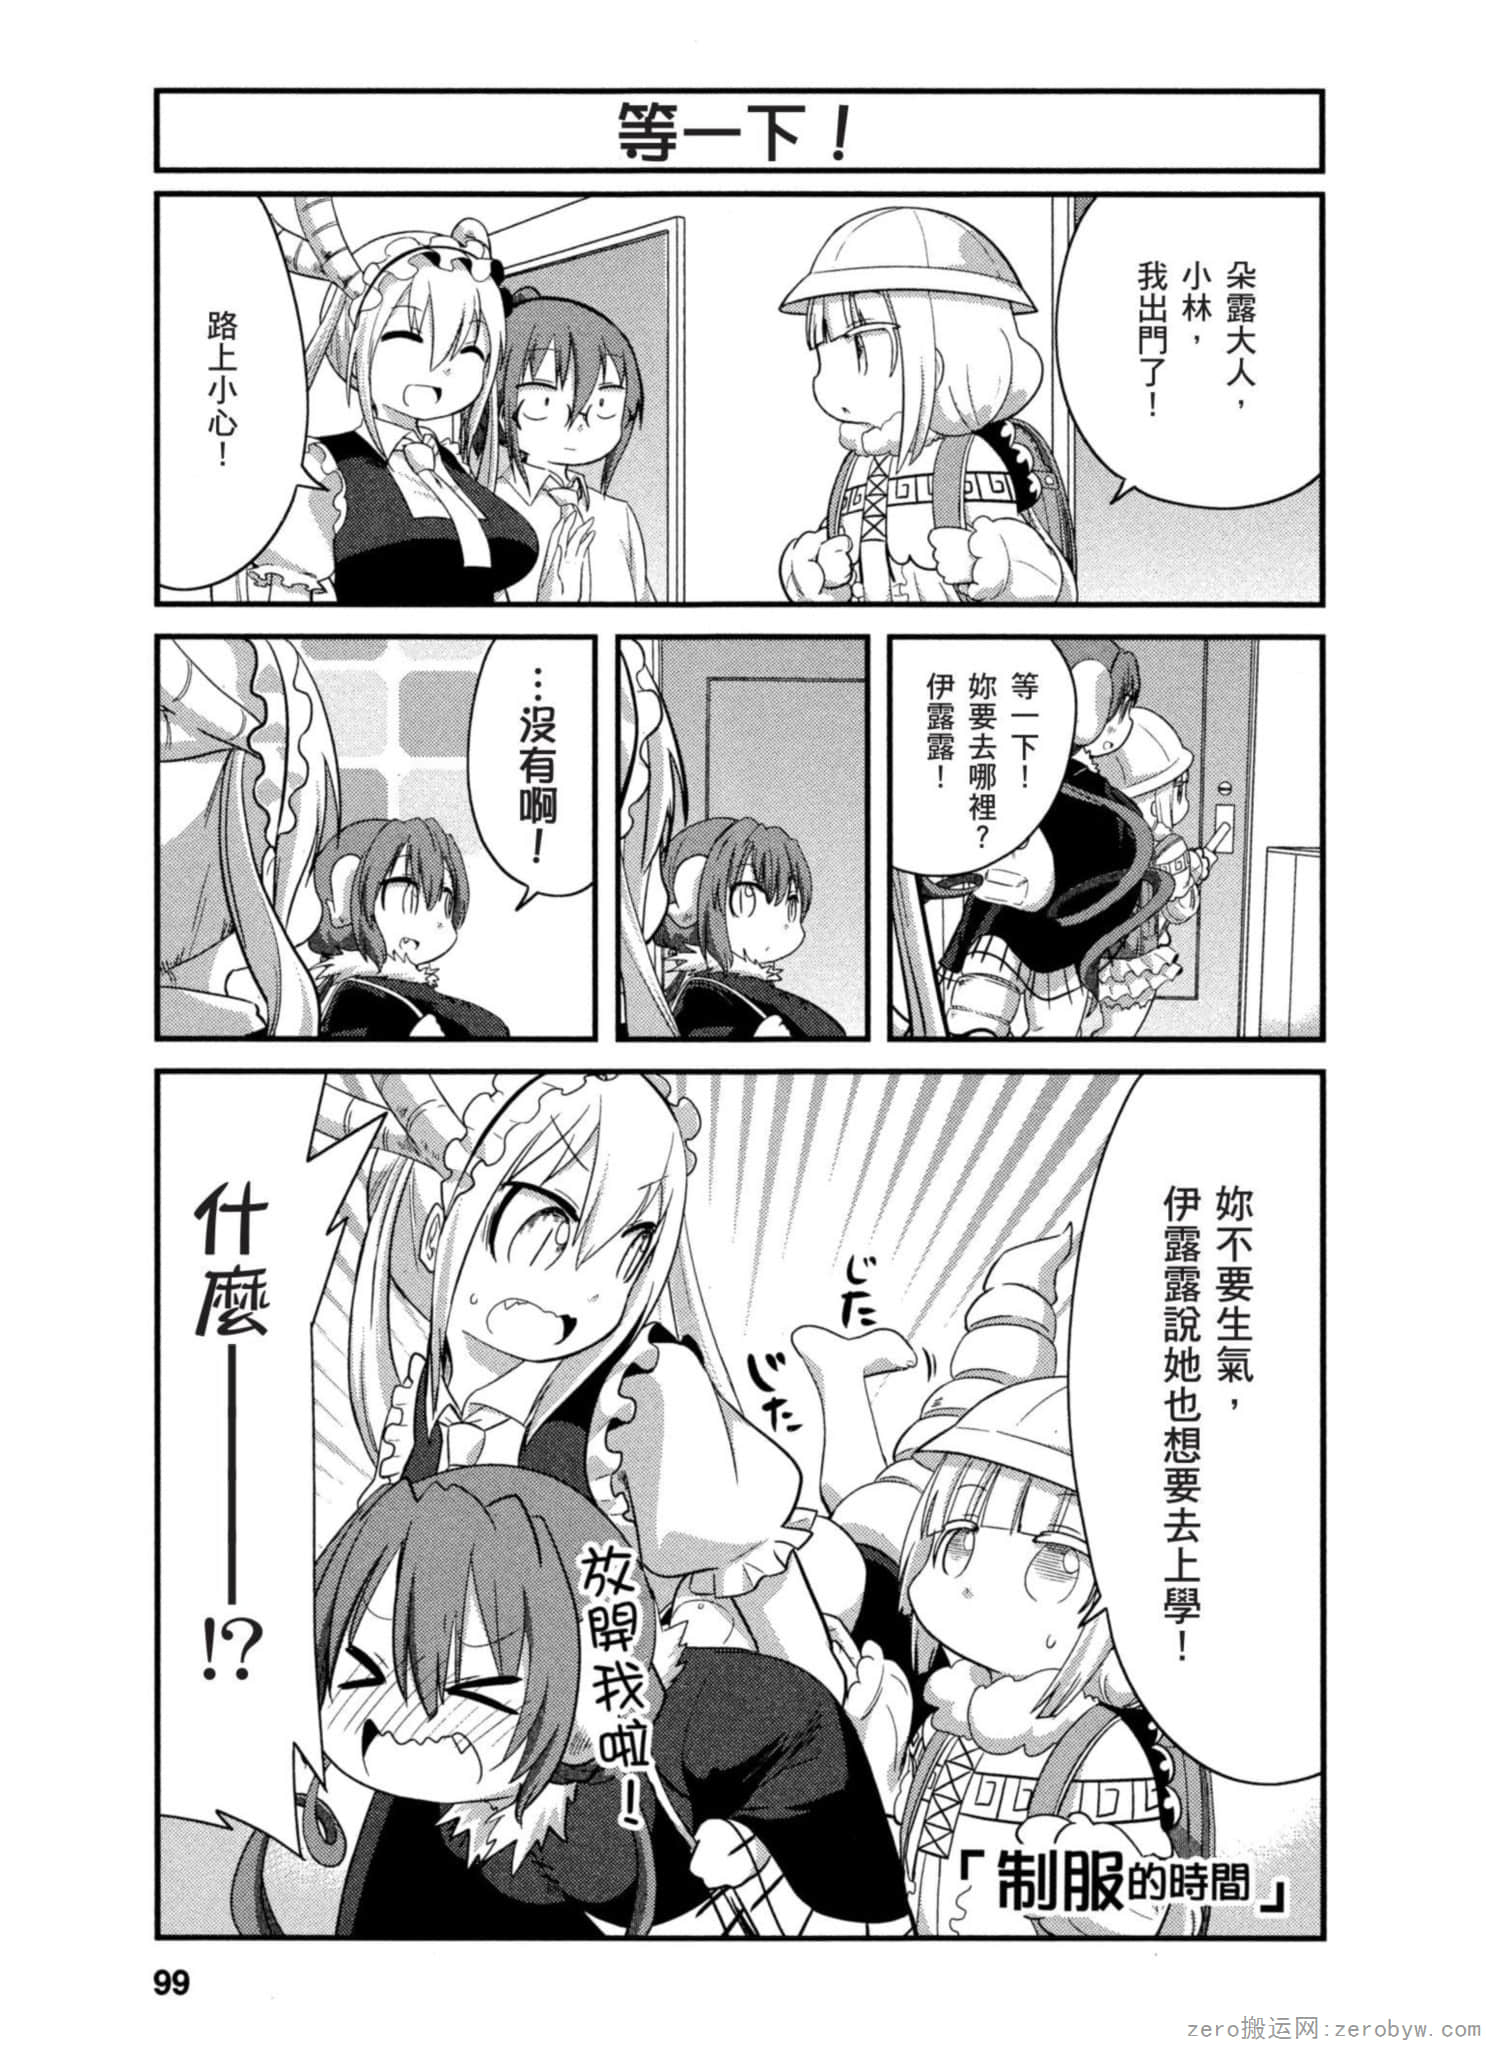 等一下！
朵露大人，
小林，
我出門了！
路上小心！
等一下！
妳要去哪裡？
伊露露！
…沒有啊！
妳不要生氣，
伊露露說她也想要去上學！
じた
じた
什麼——!?
放開我啦！
「制服的時間」
99
zero搬运网:zerobyw.com